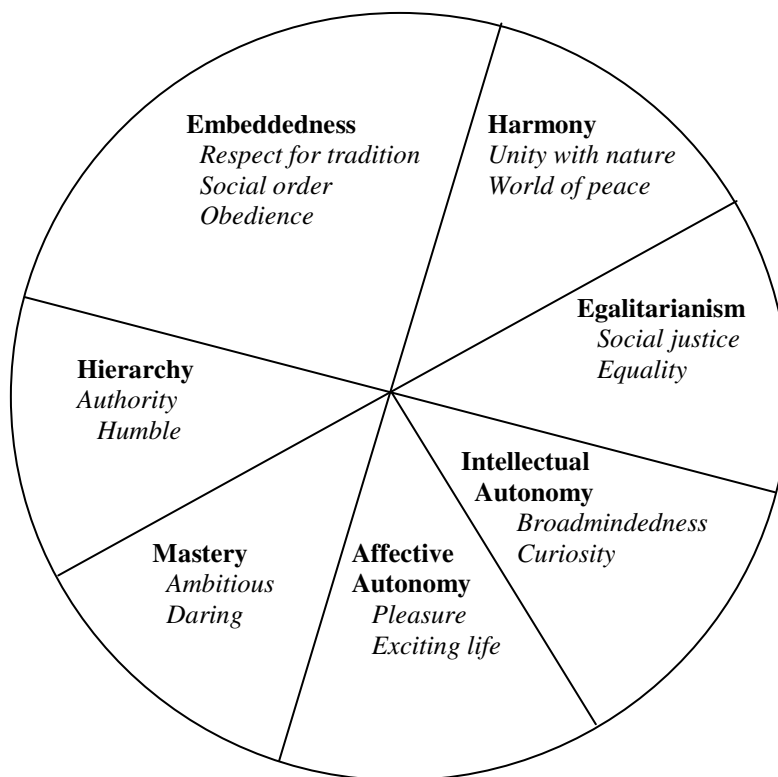 Embeddedness
Respect for tradition
Social order
Obedience
Harmony
Unity with nature
World of peace
Egalitarianism
Social justice
Equality
Hierarchy
Authority
Humble
Intellectual
Autonomy
Broadmindedness
Curiosity
Mastery
Ambitious
Daring
Affective
Autonomy
Pleasure
Exciting life